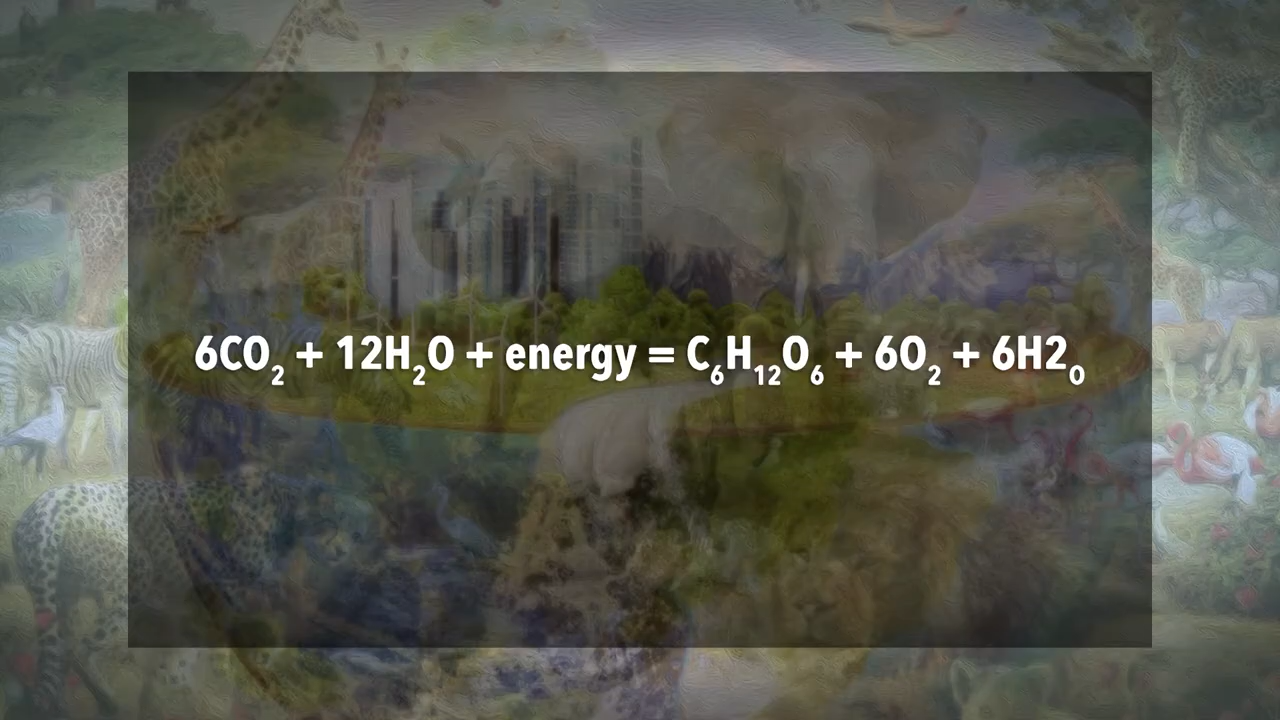 6CO₂ + 12H₂O + energy = C₆H₁₂O₆ + 6O₂ + 6H2₀